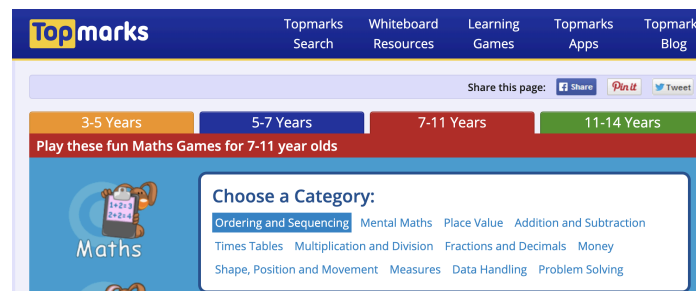 Topmarks
Topmarks Search
Whiteboard Resources
Learning Games
Topmarks Apps
Blog
Share this page:
Share
Pin it
Tweet
3-5 Years
5-7 Years
7-11 Years
11-14 Years
Play these fun Maths Games for 7-11 year olds
1+2=3
2+2=4
Maths
Choose a Category:
Ordering and Sequencing Mental Maths Place Value Addition and Subtraction
Times Tables Multiplication and Division Fractions and Decimals Money
Shape, Position and Movement Measures Data Handling Problem Solving